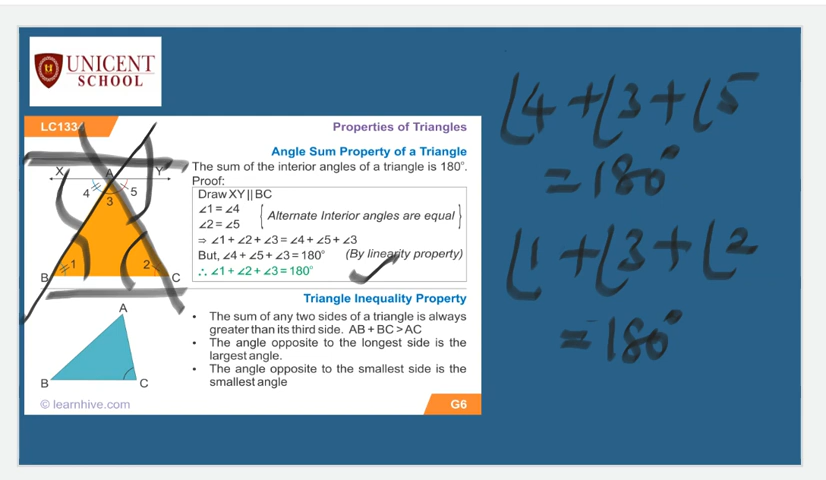 UNICENT
SCHOOL
LC133
Properties of Triangles
Angle Sum Property of a Triangle
The sum of the interior angles of a triangle is 180°.
Proof:
Draw XY || BC
∠1 = ∠4
∠2 = ∠5
{ Alternate Interior angles are equal }
⇒ ∠1 + ∠2 + ∠3 = ∠4 + ∠5 + ∠3
But, ∠4 + ∠5 + ∠3 = 180° (By linearity property)
∴ ∠1 + ∠2 + ∠3 = 180°
X A Y
4 5
3
1 2
B C
Triangle Inequality Property
• The sum of any two sides of a triangle is always
greater than its third side. AB + BC > AC
• The angle opposite to the longest side is the
largest angle.
• The angle opposite to the smallest side is the
smallest angle
A
B C
© learnhive.com
G6
∠4 + ∠3 + ∠5
= 180°
∠1 + ∠3 + ∠2
= 180°